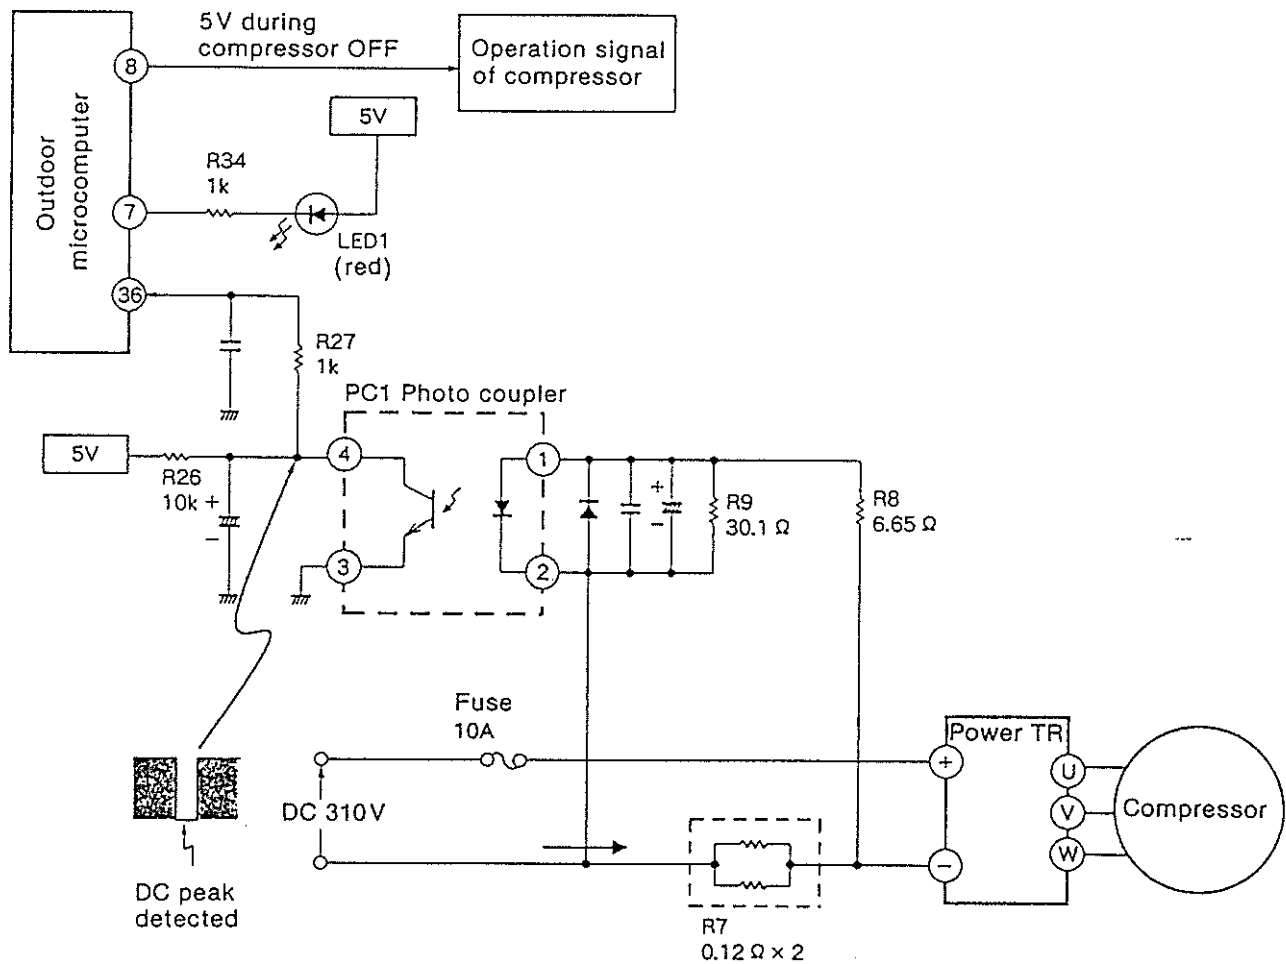 Outdoor
microcomputer
8
5V during
compressor OFF
Operation signal
of compressor
5V
R34
1k
7
LED1
(red)
36
R27
1k
PC1 Photo coupler
5V
R26
10k
+
−
4
3
1
2
+
−
R9
30.1 Ω
R8
6.65 Ω
Fuse
10A
DC 310V
DC peak
detected
R7
0.12 Ω × 2
Power TR
+
−
U
V
W
Compressor